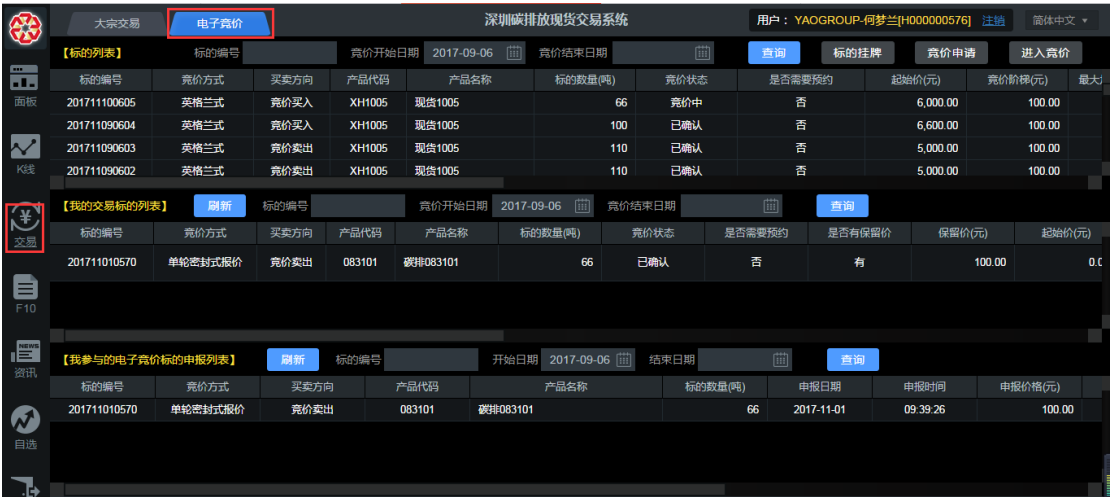 大宗交易 电子竞价 深圳碳排放现货交易系统 用户： YAOGROUP-何梦兰[H000000576] 注销 简体中文
【标的列表】 标的编号 竞价开始日期 2017-09-06 竞价结束日期 查询 标的挂牌 竞价申请 进入竞价
标的编号 竞价方式 买卖方向 产品代码 产品名称 标的数量(吨) 竞价状态 是否需要预约 起始价(元) 竞价阶梯(元) 最大
201711100605 英格兰式 竞价买入 XH1005 现货1005 66 竞价中 否 6,000.00 100.00
201711090604 英格兰式 竞价买入 XH1005 现货1005 100 已确认 否 6,600.00 100.00
201711090603 英格兰式 竞价卖出 XH1005 现货1005 110 已确认 否 5,000.00 100.00
201711090602 英格兰式 竞价卖出 XH1005 现货1005 110 已确认 否 5,000.00 100.00
【我的交易标的列表】 刷新 标的编号 竞价开始日期 2017-09-06 竞价结束日期 查询
标的编号 竞价方式 买卖方向 产品代码 产品名称 标的数量(吨) 竞价状态 是否需要预约 是否有保留价 保留价(元) 起始价(元)
201711010570 单轮密封式报价 竞价卖出 083101 碳排083101 66 已确认 否 有 100.00 0.0
【我参与的电子竞价标的申报列表】 刷新 标的编号 开始日期 2017-09-06 结束日期 查询
标的编号 竞价方式 买卖方向 产品代码 产品名称 标的数量(吨) 申报日期 申报时间 申报价格(元)
201711010570 单轮密封式报价 竞价卖出 083101 碳排083101 66 2017-11-01 09:39:26 100.00
面板
K线
交易
F10
NEWS
资讯
自选